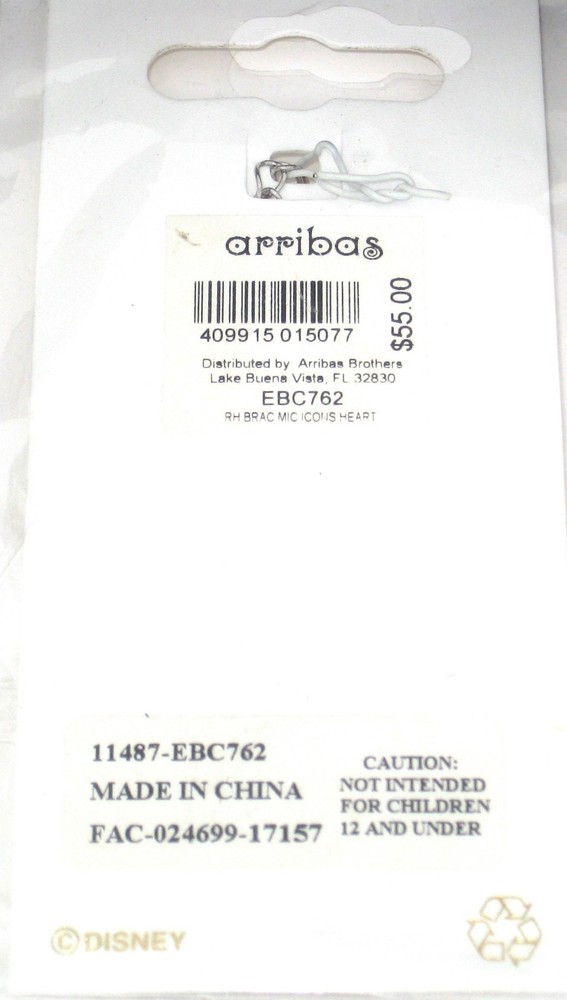 arribas
409915 015077
$55.00
Distributed by Arribas Brothers
Lake Buena Vista, FL 32830
EBC762
RH BRAC MIC ICONS HEART
11487-EBC762
MADE IN CHINA
FAC-024699-17157
CAUTION:
NOT INTENDED
FOR CHILDREN
12 AND UNDER
©DISNEY